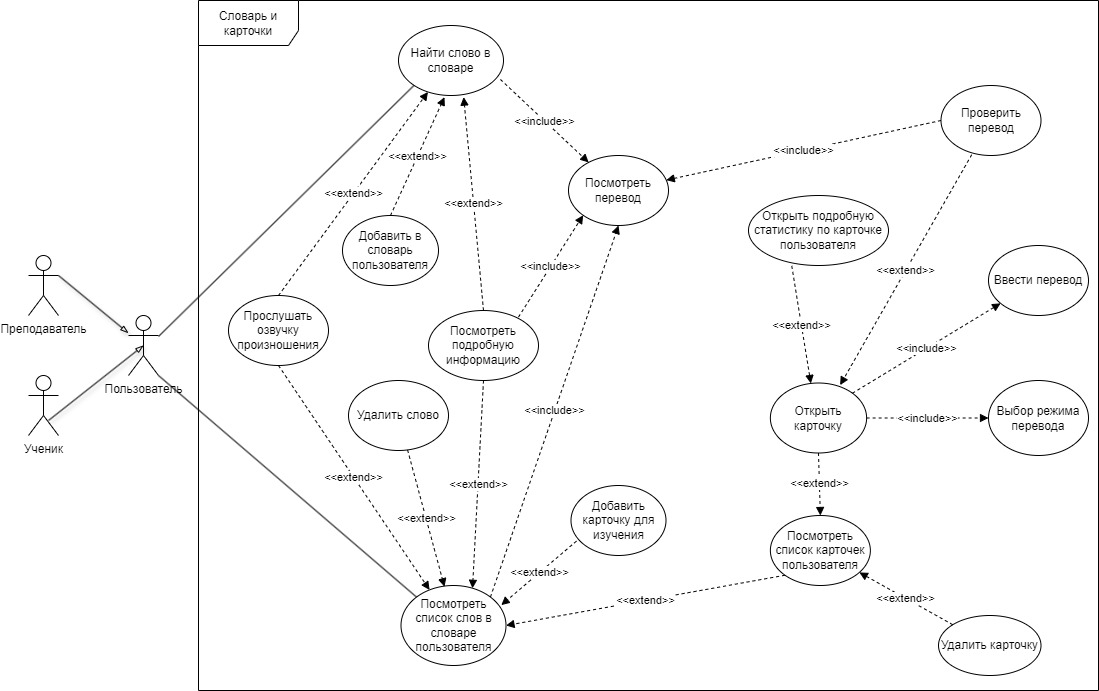 Словарь и
карточки
Найти слово в
словаре
Проверить
перевод
<<include>>
<<include>>
<<extend>>
Посмотреть
перевод
<<extend>>
<<extend>>
Открыть подробную
статистику по карточке
пользователя
Добавить в
словарь
пользователя
<<include>>
<<extend>>
Ввести перевод
Преподаватель
Прослушать
озвучку
произношения
Посмотреть
подробную
информацию
<<extend>>
<<include>>
Пользователь
Удалить слово
<<include>>
Открыть
карточку
<<include>>
Выбор режима
перевода
Ученик
<<extend>>
<<extend>>
<<extend>>
<<extend>>
Добавить
карточку для
изучения
Посмотреть
список карточек
пользователя
<<extend>>
<<extend>>
<<extend>>
Посмотреть
список слов в
словаре
пользователя
Удалить карточку